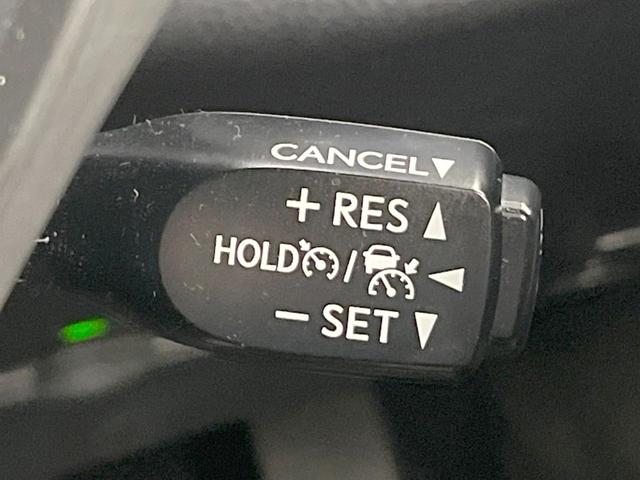 CANCEL▼
+ RES ▲
HOLD / ◀
− SET ▼